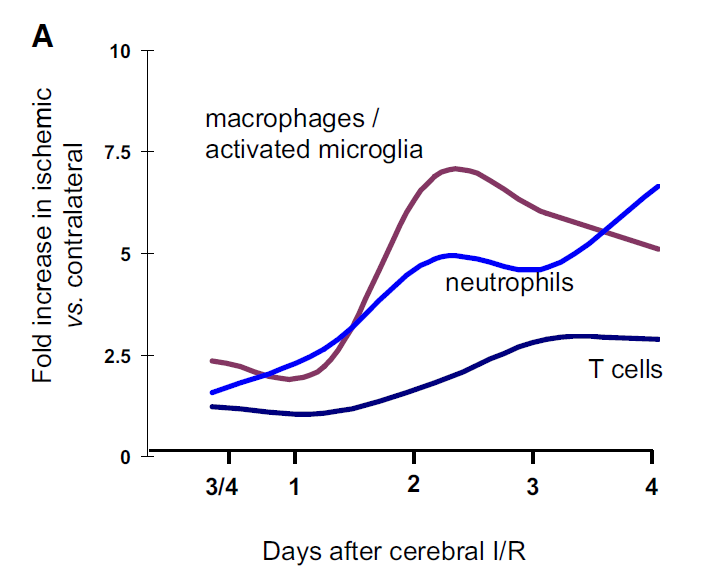 A
10
7.5
5
2.5
0
Fold increase in ischemic
vs. contralateral
macrophages /
activated microglia
neutrophils
T cells
3/4 1 2 3 4
Days after cerebral I/R